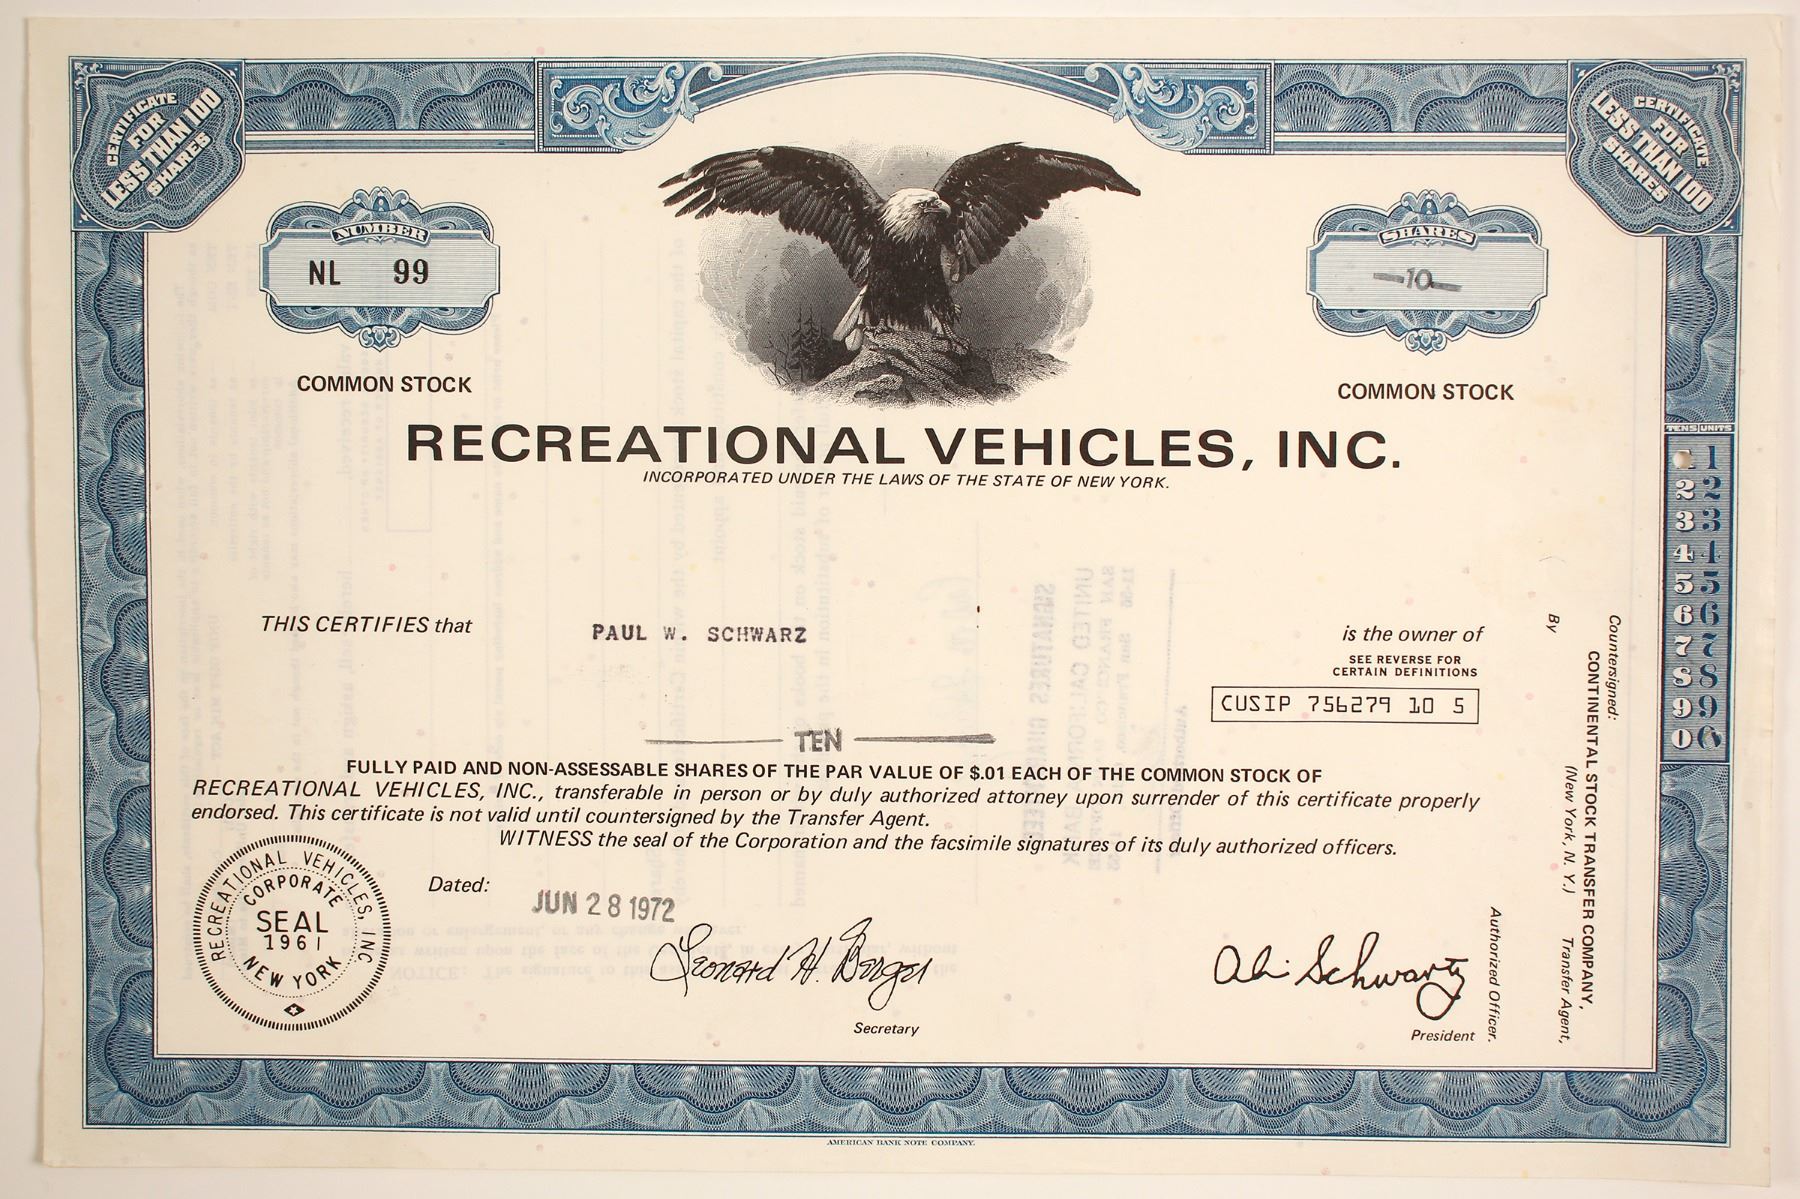 CERTIFICATE
FOR
LESS THAN 100
SHARES
CERTIFICATE
FOR
LESS THAN 100
SHARES
NUMBER
NL 99
SHARES
—10—
COMMON STOCK
COMMON STOCK
RECREATIONAL VEHICLES, INC.
INCORPORATED UNDER THE LAWS OF THE STATE OF NEW YORK.
TENS UNITS
1 1
2 2
3 3
4 4
5 5
6 6
7 7
8 8
9 9
0 0
THIS CERTIFIES that PAUL W. SCHWARZ is the owner of
SEE REVERSE FOR
CERTAIN DEFINITIONS
CUSIP 756279 10 5
TEN
FULLY PAID AND NON-ASSESSABLE SHARES OF THE PAR VALUE OF $.01 EACH OF THE COMMON STOCK OF
RECREATIONAL VEHICLES, INC., transferable in person or by duly authorized attorney upon surrender of this certificate properly
endorsed. This certificate is not valid until countersigned by the Transfer Agent.
WITNESS the seal of the Corporation and the facsimile signatures of its duly authorized officers.
Dated: JUN 28 1972
RECREATIONAL VEHICLES, INC
CORPORATE
SEAL
1961
NEW YORK
Leonard H. Berger
Secretary
Abi Schwartz
President
Countersigned:
CONTINENTAL STOCK TRANSFER COMPANY,
(New York, N. Y.) Transfer Agent,
By
Authorized Officer.
AMERICAN BANK NOTE COMPANY.